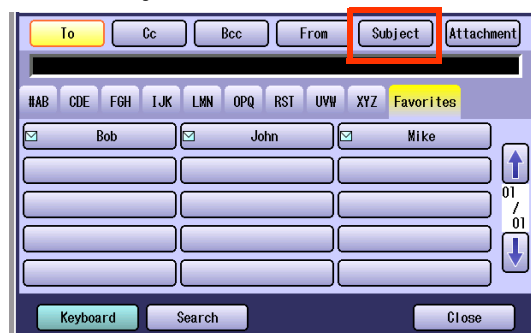 To Cc Bcc From Subject Attachment
#AB CDE FGH IJK LMN OPQ RST UVW XYZ Favorites
Bob John Mike
01
/
01
Keyboard Search Close